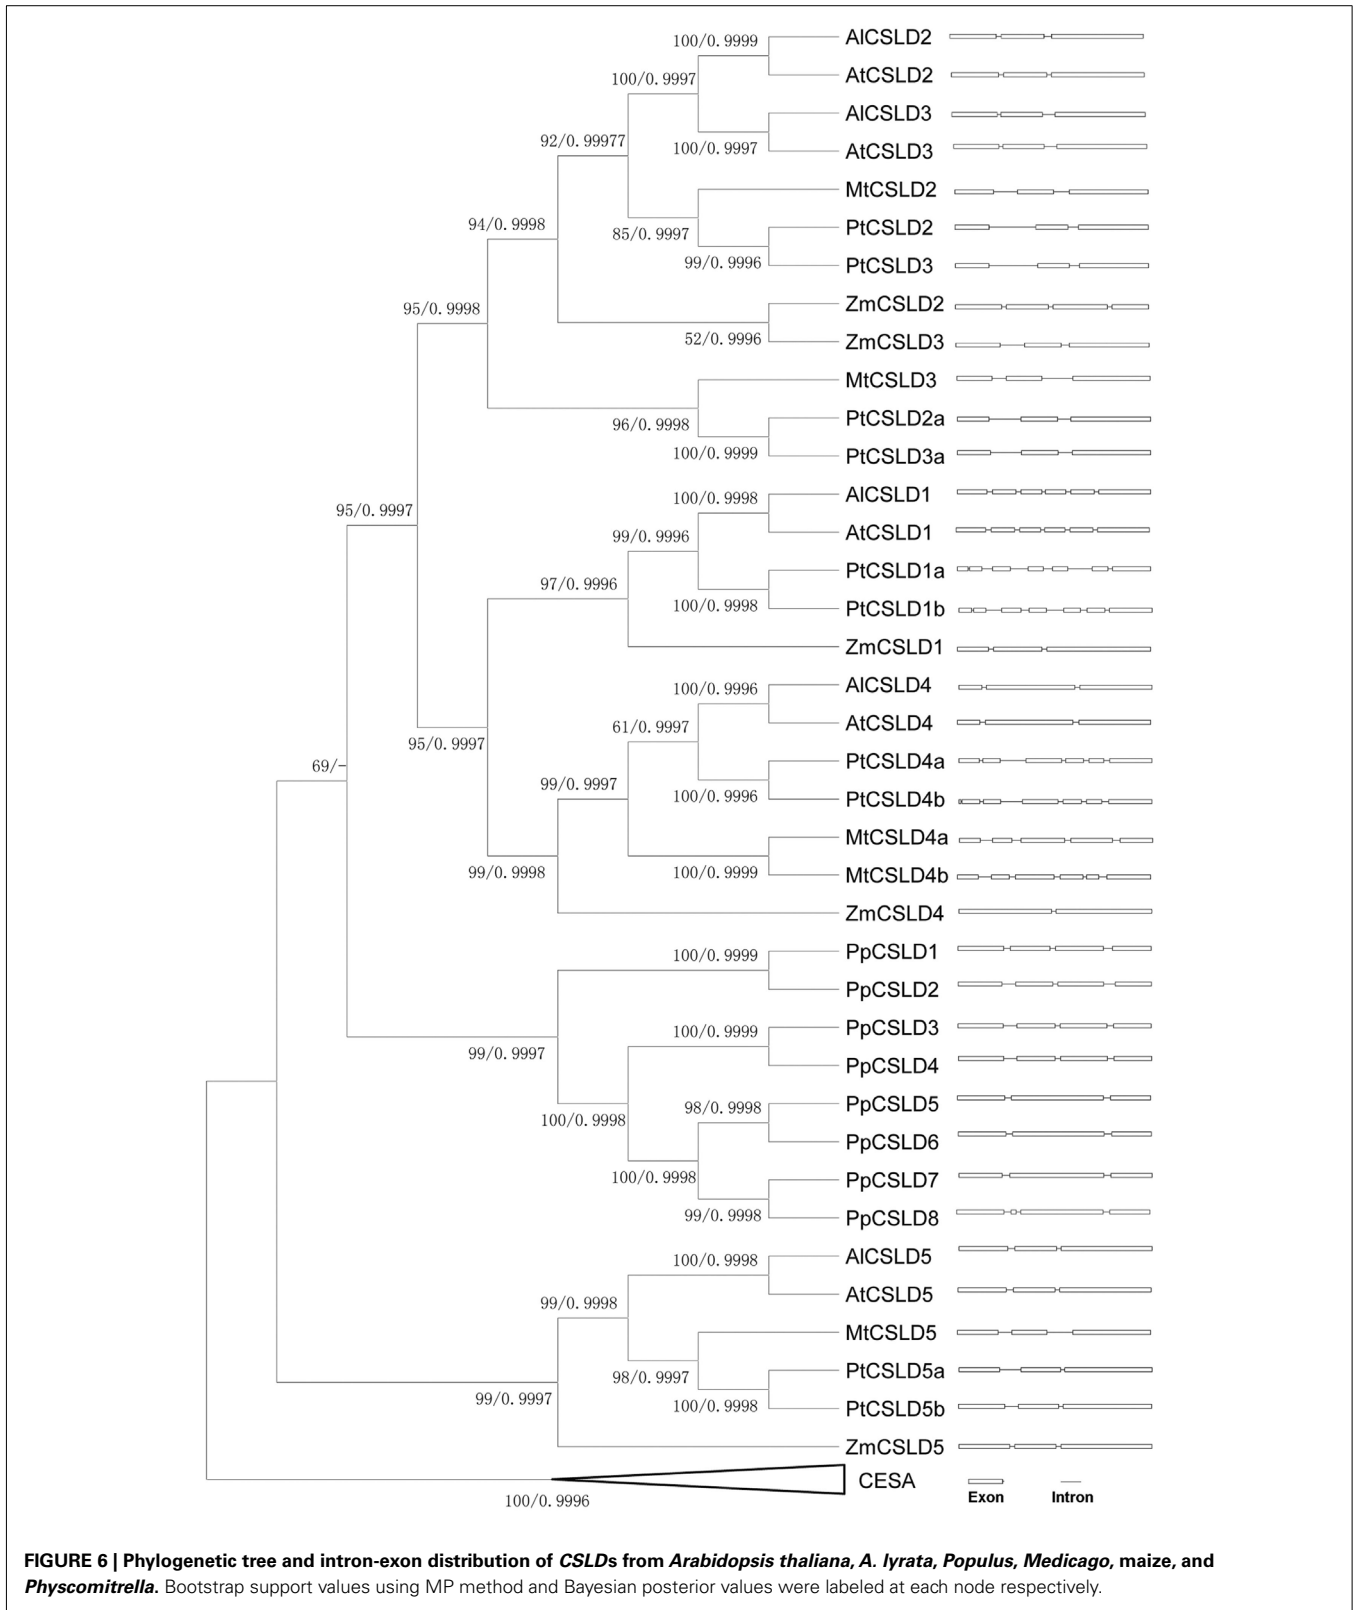 100/0.9999
AlCSLD2
AtCSLD2
100/0.9997
AlCSLD3
AtCSLD3
100/0.9997
92/0.99977
MtCSLD2
PtCSLD2
85/0.9997
PtCSLD3
99/0.9996
94/0.9998
ZmCSLD2
ZmCSLD3
52/0.9996
95/0.9998
MtCSLD3
PtCSLD2a
96/0.9998
PtCSLD3a
100/0.9999
95/0.9997
AlCSLD1
100/0.9998
AtCSLD1
99/0.9996
PtCSLD1a
97/0.9996
PtCSLD1b
100/0.9998
ZmCSLD1
AlCSLD4
100/0.9996
AtCSLD4
61/0.9997
95/0.9997
PtCSLD4a
69/-
PtCSLD4b
100/0.9996
99/0.9997
MtCSLD4a
MtCSLD4b
100/0.9999
99/0.9998
ZmCSLD4
PpCSLD1
100/0.9999
PpCSLD2
PpCSLD3
100/0.9999
99/0.9997
PpCSLD4
PpCSLD5
98/0.9998
100/0.9998
PpCSLD6
100/0.9998
PpCSLD7
PpCSLD8
99/0.9998
AlCSLD5
100/0.9998
AtCSLD5
99/0.9998
MtCSLD5
PtCSLD5a
98/0.9997
99/0.9997
PtCSLD5b
100/0.9998
ZmCSLD5
CESA
100/0.9996
Exon
Intron
FIGURE 6 | Phylogenetic tree and intron-exon distribution of CSLDs from Arabidopsis thaliana, A. lyrata, Populus, Medicago, maize, and
Physcomitrella. Bootstrap support values using MP method and Bayesian posterior values were labeled at each node respectively.